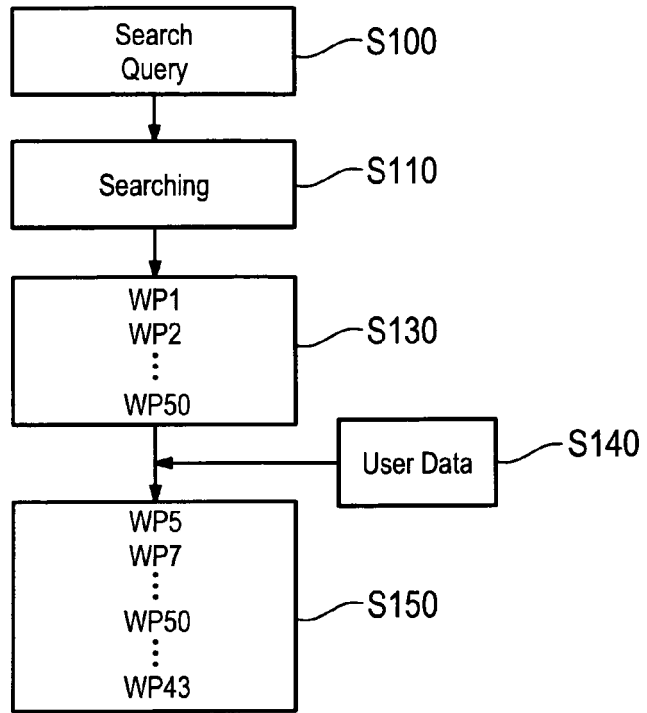 Search
Query
S100
Searching
S110
WP1
WP2
WP50
S130
User Data
S140
WP5
WP7
WP50
WP43
S150